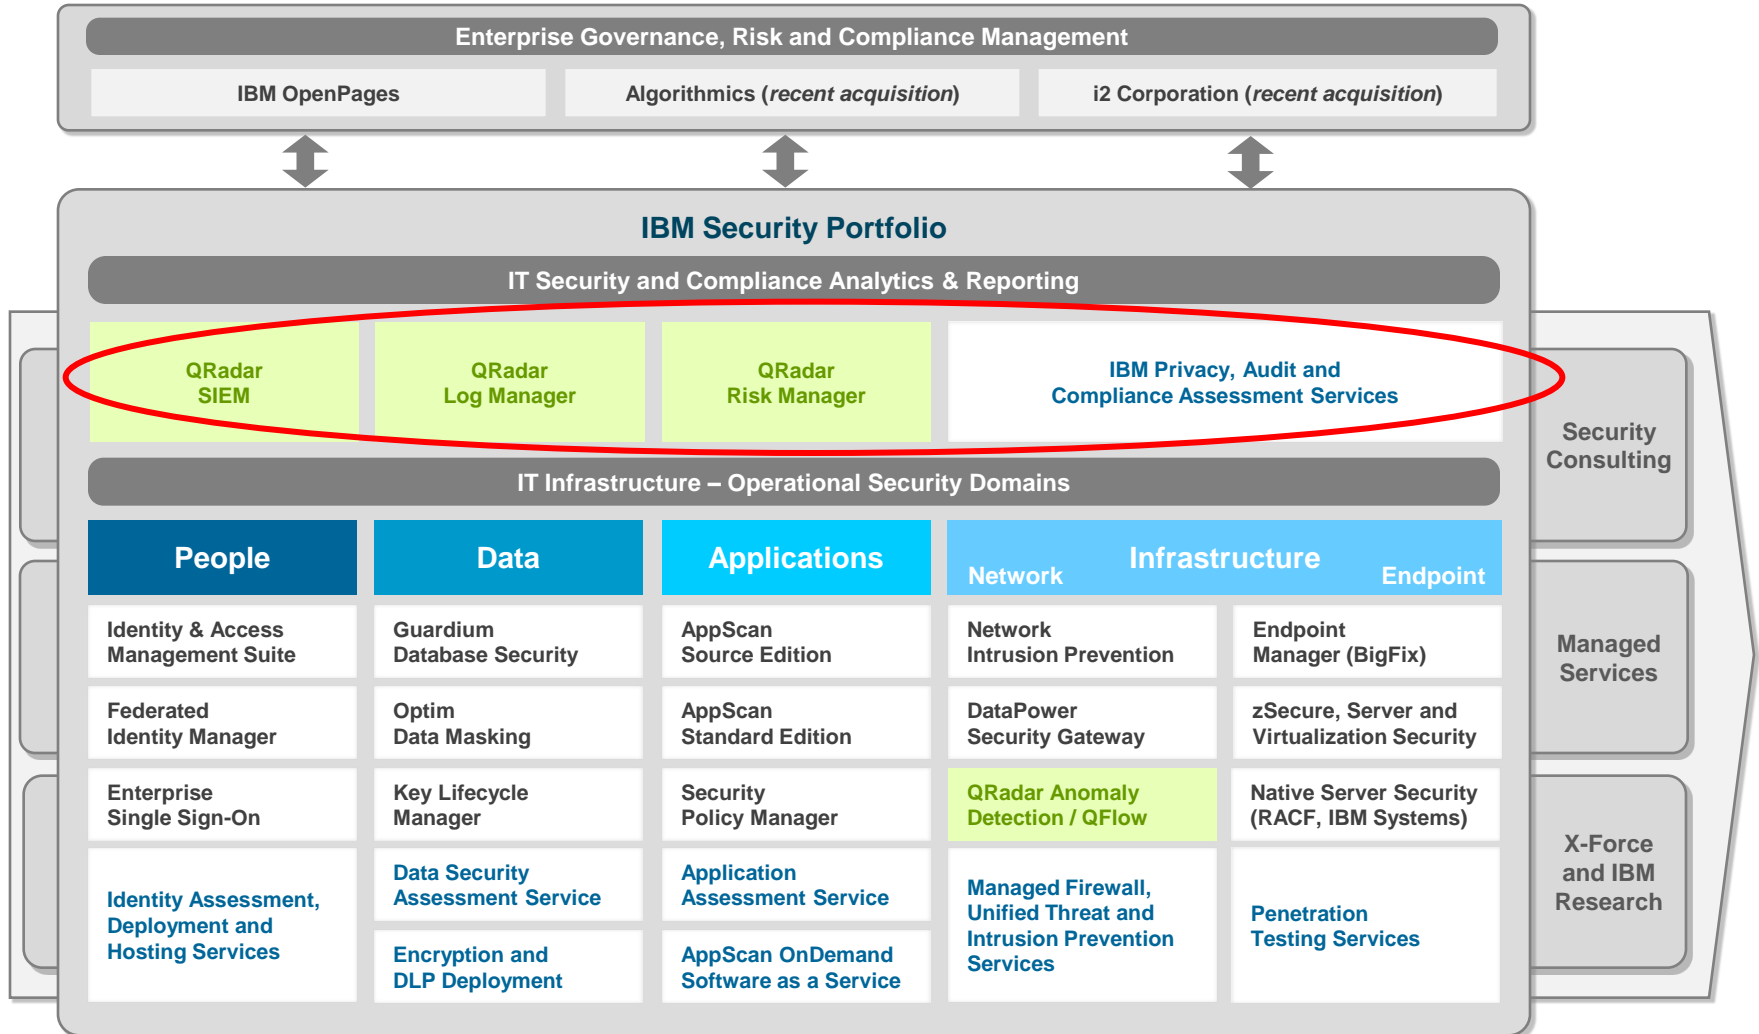 Enterprise Governance, Risk and Compliance Management
IBM OpenPages
Algorithmics (recent acquisition)
i2 Corporation (recent acquisition)
IBM Security Portfolio
IT Security and Compliance Analytics & Reporting
QRadar
SIEM
QRadar
Log Manager
QRadar
Risk Manager
IBM Privacy, Audit and
Compliance Assessment Services
IT Infrastructure – Operational Security Domains
People
Data
Applications
Infrastructure
Network
Endpoint
Identity & Access
Management Suite
Guardium
Database Security
AppScan
Source Edition
Network
Intrusion Prevention
Endpoint
Manager (BigFix)
Federated
Identity Manager
Optim
Data Masking
AppScan
Standard Edition
DataPower
Security Gateway
zSecure, Server and
Virtualization Security
Enterprise
Single Sign-On
Key Lifecycle
Manager
Security
Policy Manager
QRadar Anomaly
Detection / QFlow
Native Server Security
(RACF, IBM Systems)
Identity Assessment,
Deployment and
Hosting Services
Data Security
Assessment Service
Encryption and
DLP Deployment
Application
Assessment Service
AppScan OnDemand
Software as a Service
Managed Firewall,
Unified Threat and
Intrusion Prevention
Services
Penetration
Testing Services
Security
Consulting
Managed
Services
X-Force
and IBM
Research